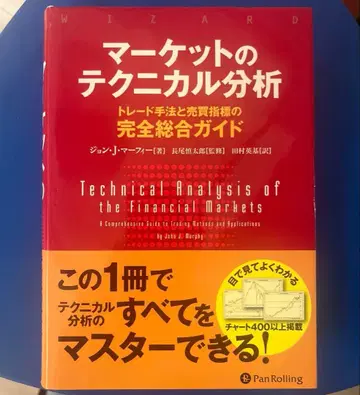 WIZARD
マーケットの
テクニカル分析
トレード手法と売買指標の
完全総合ガイド
ジョン・J・マーフィー[著] 長尾慎太郎[監修] 田村英基[訳]
Technical Analysis of
the Financial Markets
A Comprehensive Guide to Trading Methods and Applications
by John J. Murphy
この1冊で
テクニカル
分析の
すべてを
マスターできる!
目で見てよくわかる
チャート400以上掲載
PanRolling